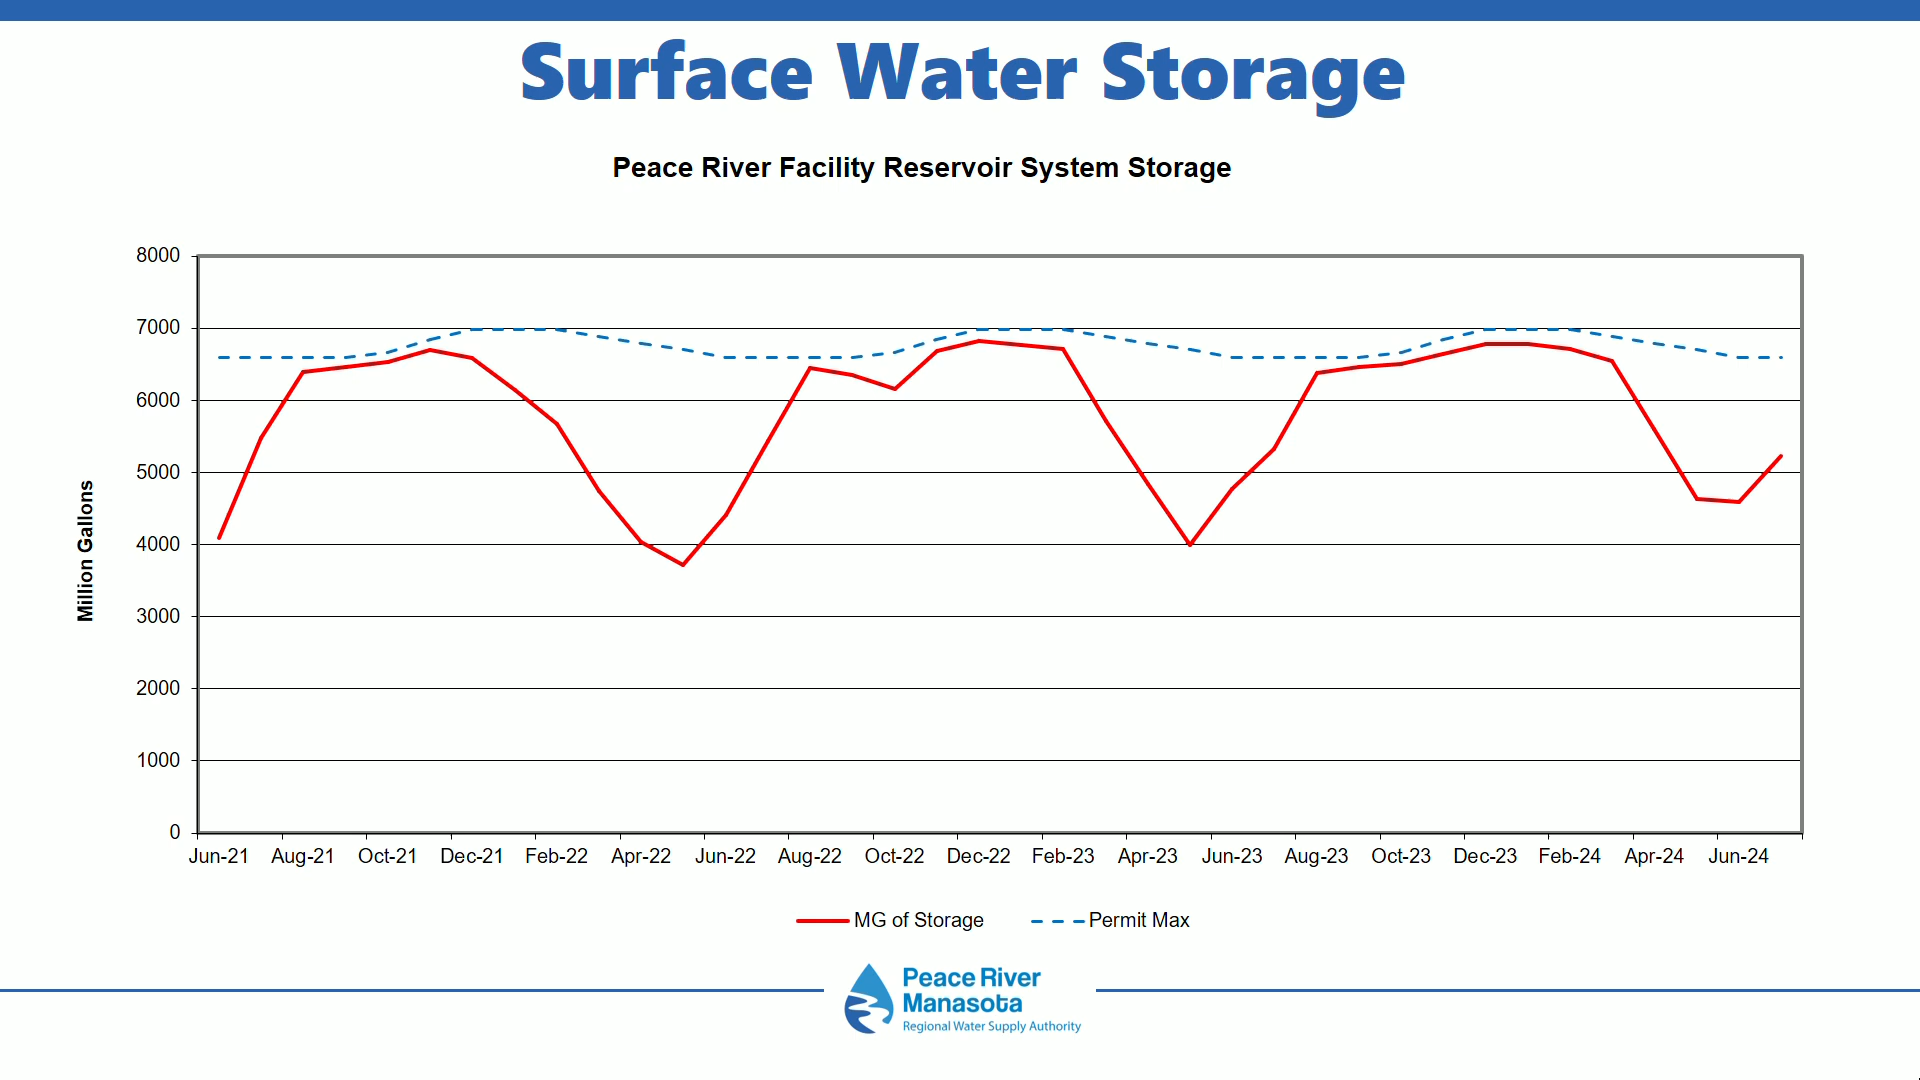 Surface Water Storage
Peace River Facility Reservoir System Storage
Million Gallons
8000
7000
6000
5000
4000
3000
2000
1000
0
Jun-21 Aug-21 Oct-21 Dec-21 Feb-22 Apr-22 Jun-22 Aug-22 Oct-22 Dec-22 Feb-23 Apr-23 Jun-23 Aug-23 Oct-23 Dec-23 Feb-24 Apr-24 Jun-24
MG of Storage Permit Max
Peace River
Manasota
Regional Water Supply Authority